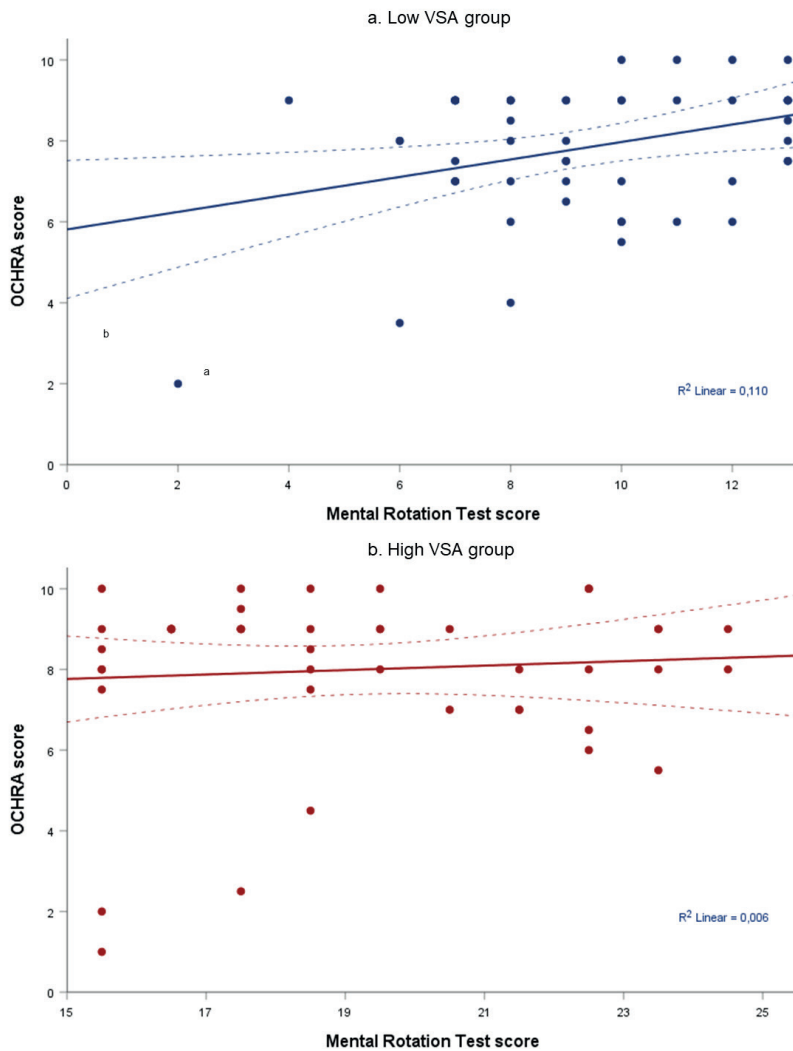 a. Low VSA group
10
8
6
4
2
0
OCHRA score
b
a
R² Linear = 0,110
0 2 4 6 8 10 12
Mental Rotation Test score
b. High VSA group
10
8
6
4
2
0
OCHRA score
R² Linear = 0,006
15 17 19 21 23 25
Mental Rotation Test score